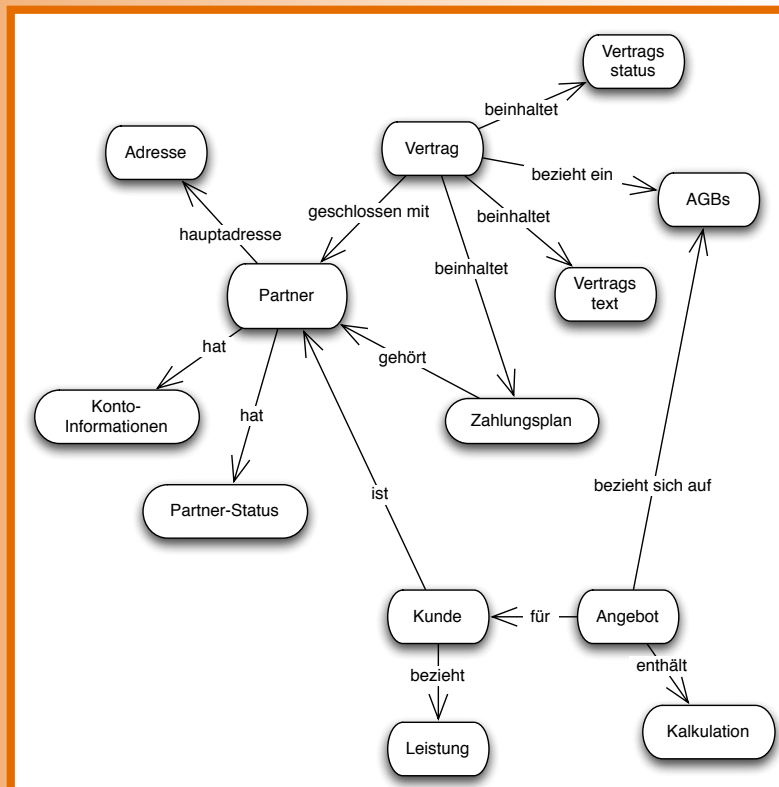 Vertrags
status
beinhaltet
Vertrag
Adresse
bezieht ein
AGBs
geschlossen mit
beinhaltet
hauptadresse
beinhaltet
Partner
Vertrags
text
hat
gehört
Konto-
Informationen
hat
Zahlungsplan
Partner-Status
ist
bezieht sich auf
Kunde
für
Angebot
enthält
bezieht
Kalkulation
Leistung